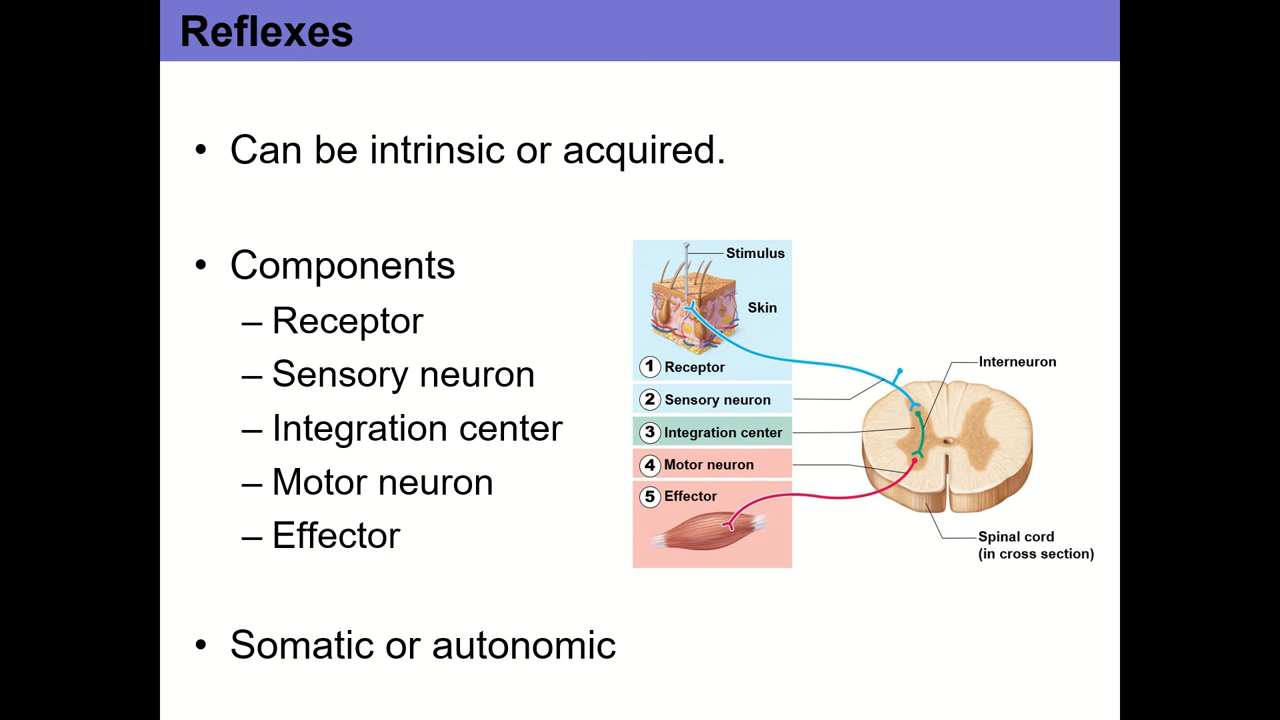 Reflexes
• Can be intrinsic or acquired.
• Components
– Receptor
– Sensory neuron
– Integration center
– Motor neuron
– Effector
• Somatic or autonomic
Stimulus
Skin
1 Receptor
2 Sensory neuron
3 Integration center
4 Motor neuron
5 Effector
Interneuron
Spinal cord
(in cross section)